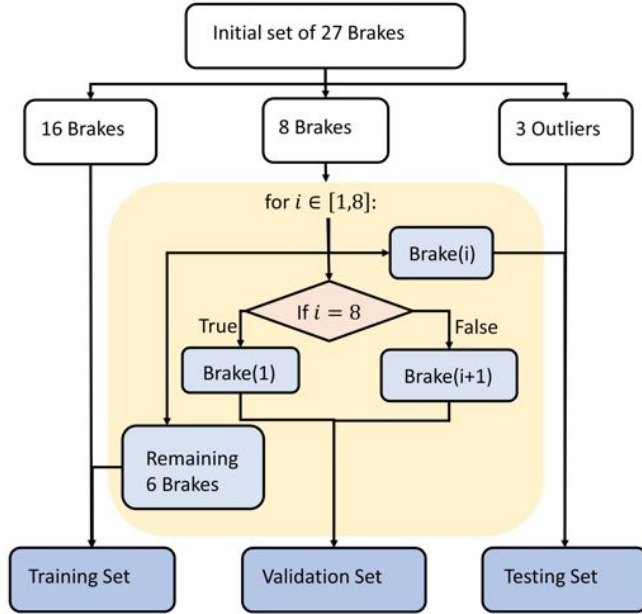 Initial set of 27 Brakes
16 Brakes
8 Brakes
3 Outliers
for 𝑖 ∈ [1,8]:
Brake(i)
If 𝑖 = 8
True
False
Brake(1)
Brake(i+1)
Remaining
6 Brakes
Training Set
Validation Set
Testing Set